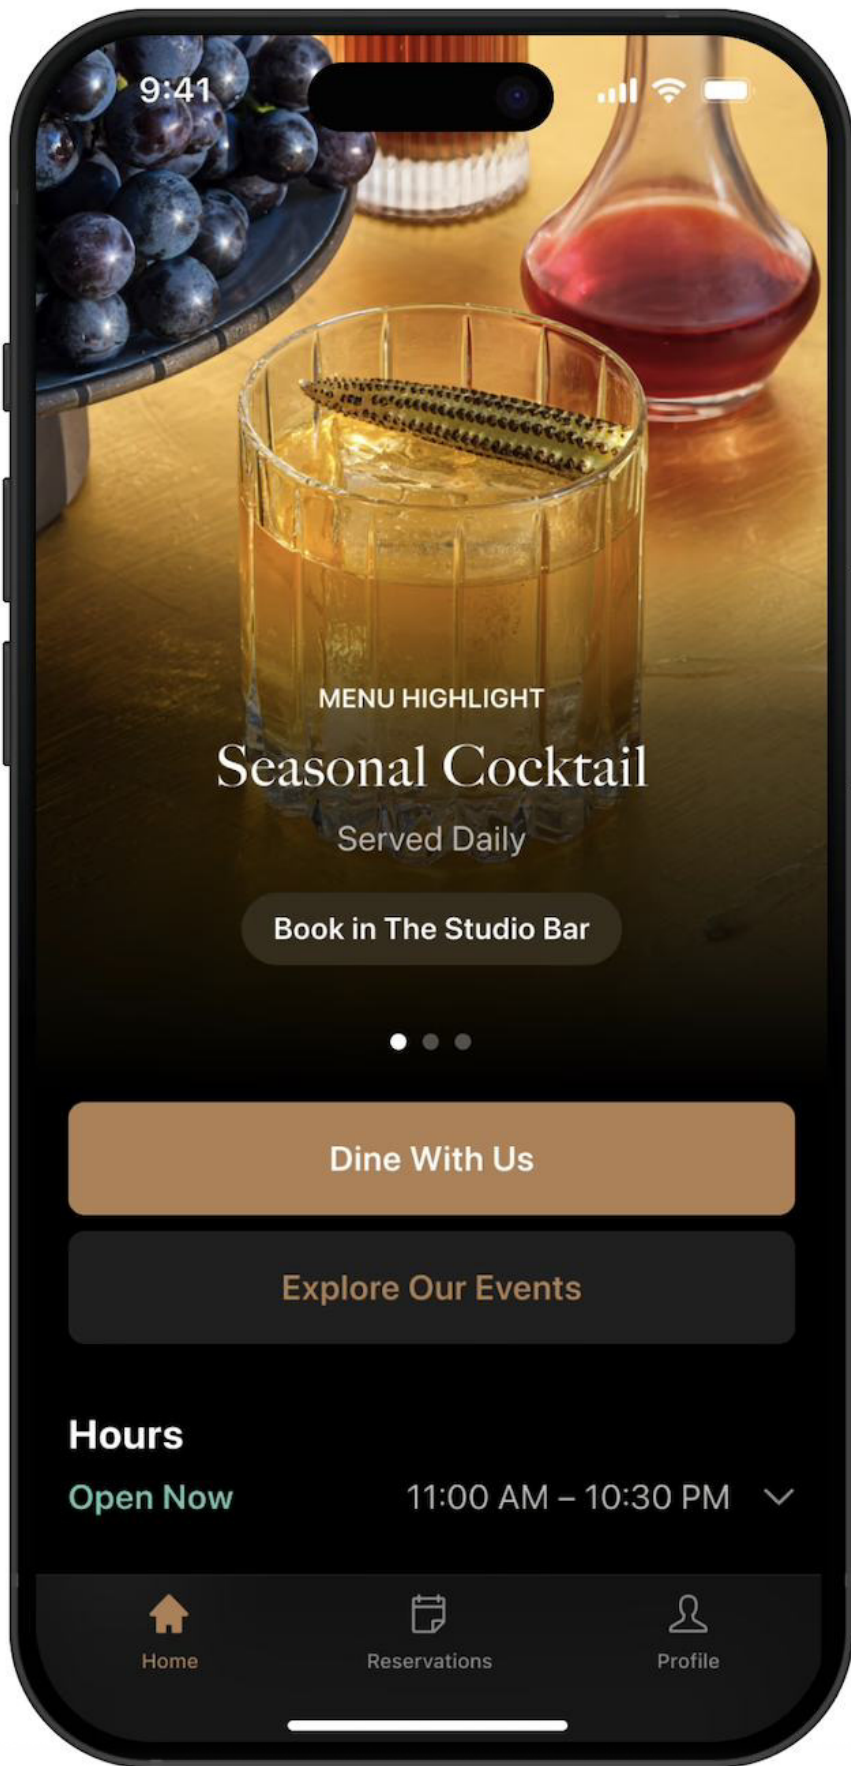 9:41
MENU HIGHLIGHT
Seasonal Cocktail
Served Daily
Book in The Studio Bar
Dine With Us
Explore Our Events
Hours
Open Now 11:00 AM – 10:30 PM
Home Reservations Profile